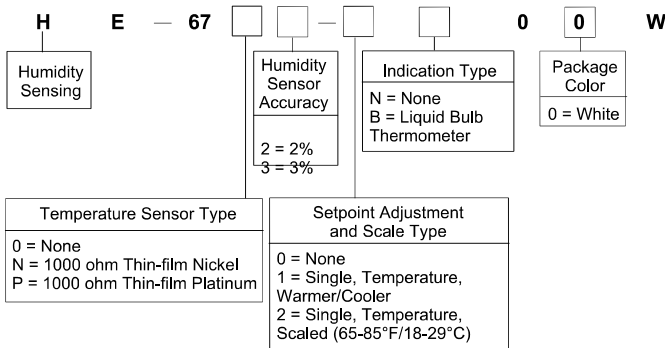 H E — 67 — 0 0 W
Humidity
Sensing
Humidity
Sensor
Accuracy
2 = 2%
3 = 3%
Indication Type
N = None
B = Liquid Bulb
Thermometer
Package
Color
0 = White
Temperature Sensor Type
0 = None
N = 1000 ohm Thin-film Nickel
P = 1000 ohm Thin-film Platinum
Setpoint Adjustment
and Scale Type
0 = None
1 = Single, Temperature,
Warmer/Cooler
2 = Single, Temperature,
Scaled (65-85°F/18-29°C)